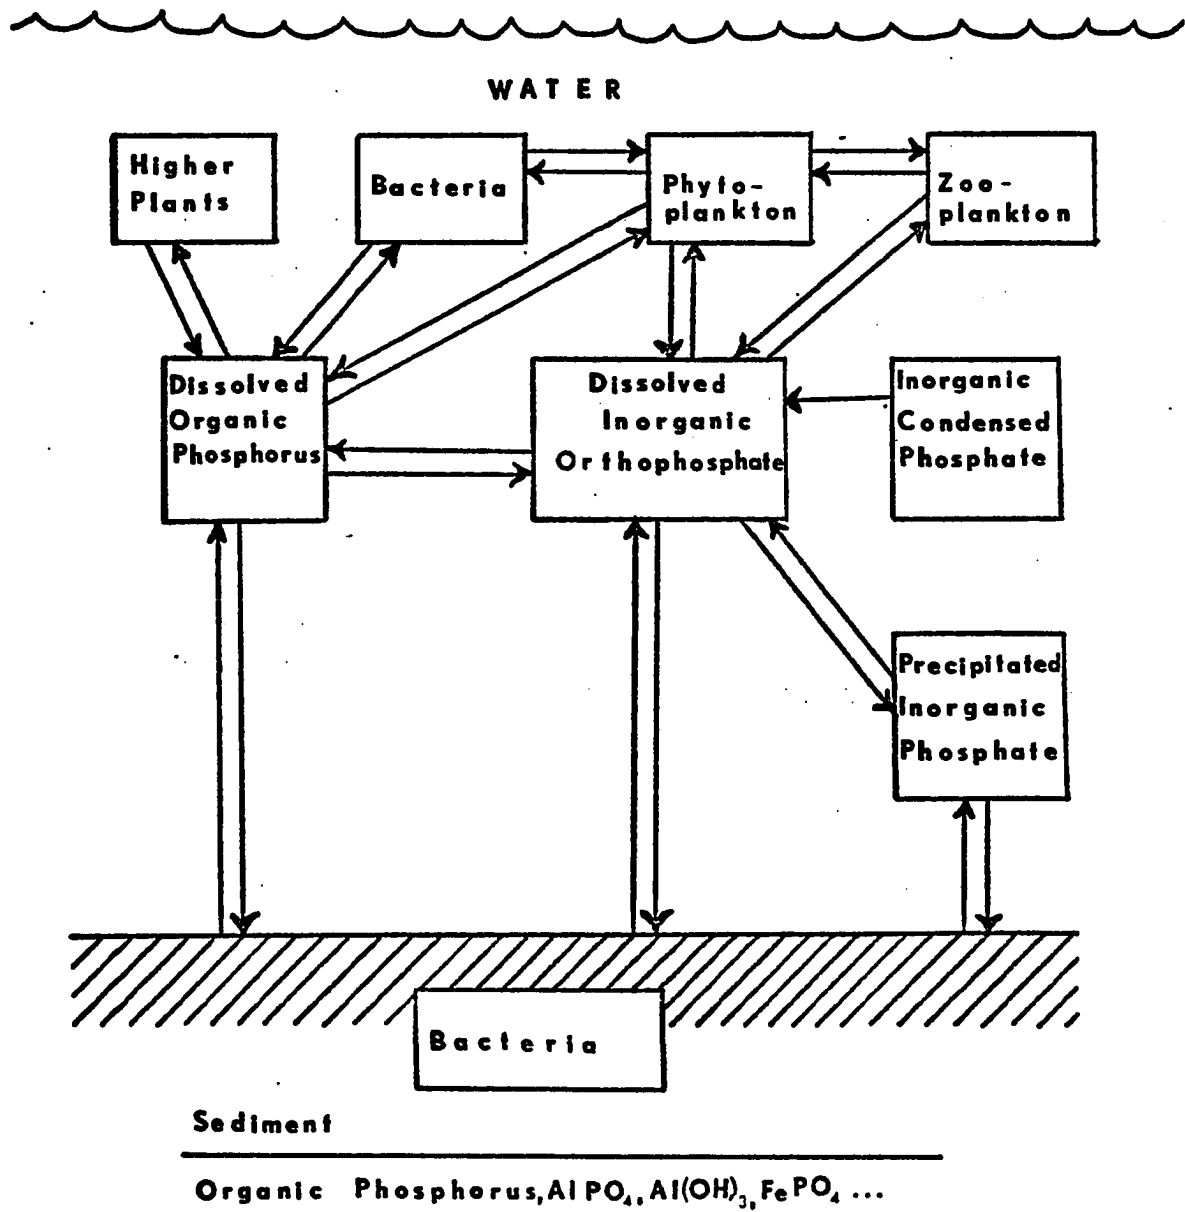 WATER
Higher
Plants
Bacteria
Phyto-
plankton
Zoo-
plankton
Dissolved
Organic
Phosphorus
Dissolved
Inorganic
Orthophosphate
Inorganic
Condensed
Phosphate
Precipitated
Inorganic
Phosphate
Bacteria
Sediment
Organic Phosphorus, AlPO₄, Al(OH)₃, FePO₄ ...